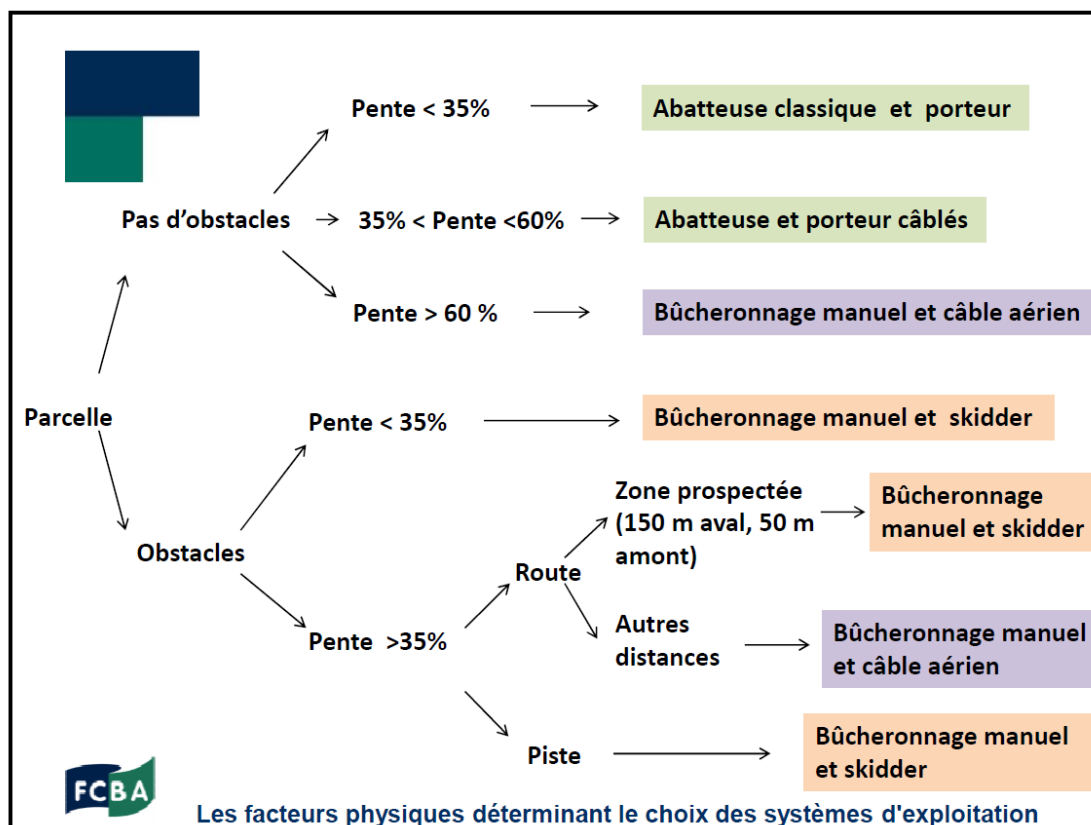 Pente < 35%
Abatteuse classique et porteur
Pas d'obstacles
35% < Pente <60%
Abatteuse et porteur câblés
Pente > 60 %
Bûcheronnage manuel et câble aérien
Parcelle
Pente < 35%
Bûcheronnage manuel et skidder
Obstacles
Pente >35%
Route
Zone prospectée
(150 m aval, 50 m
amont)
Bûcheronnage
manuel et skidder
Autres
distances
Bûcheronnage manuel
et câble aérien
Piste
Bûcheronnage manuel
et skidder
FCBA
Les facteurs physiques déterminant le choix des systèmes d'exploitation